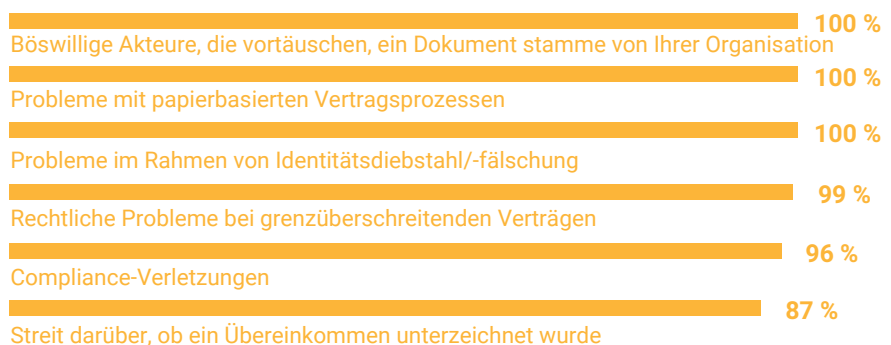 100 %
Böswillige Akteure, die vortäuschen, ein Dokument stamme von Ihrer Organisation
100 %
Probleme mit papierbasierten Vertragsprozessen
100 %
Probleme im Rahmen von Identitätsdiebstahl/-fälschung
99 %
Rechtliche Probleme bei grenzüberschreitenden Verträgen
96 %
Compliance-Verletzungen
87 %
Streit darüber, ob ein Übereinkommen unterzeichnet wurde